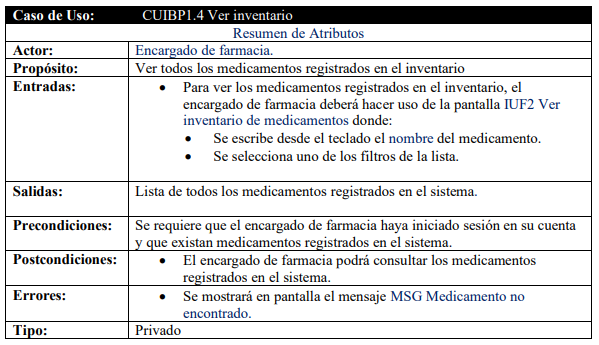 Caso de Uso: CUIBP1.4 Ver inventario
Resumen de Atributos
Actor: Encargado de farmacia.
Propósito: Ver todos los medicamentos registrados en el inventario
Entradas: • Para ver los medicamentos registrados en el inventario, el
encargado de farmacia deberá hacer uso de la pantalla IUF2 Ver
inventario de medicamentos donde:
• Se escribe desde el teclado el nombre del medicamento.
• Se selecciona uno de los filtros de la lista.
Salidas: Lista de todos los medicamentos registrados en el sistema.
Precondiciones: Se requiere que el encargado de farmacia haya iniciado sesión en su cuenta
y que existan medicamentos registrados en el sistema.
Postcondiciones: • El encargado de farmacia podrá consultar los medicamentos
registrados en el sistema.
Errores: • Se mostrará en pantalla el mensaje MSG Medicamento no
encontrado.
Tipo: Privado